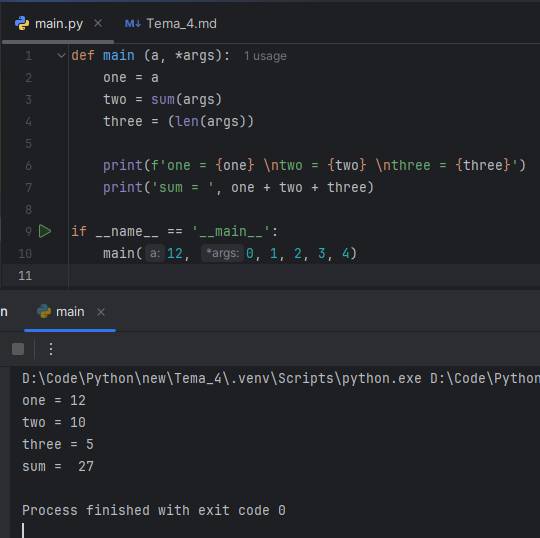 main.py × M↓ Tema_4.md
1 def main (a, *args): 1 usage
2     one = a
3     two = sum(args)
4     three = (len(args))
5
6     print(f'one = {one} \ntwo = {two} \nthree = {three}')
7     print('sum = ', one + two + three)
8
9 if __name__ == '__main__':
10     main( a: 12, *args: 0, 1, 2, 3, 4)
11
n main ×
D:\Code\Python\new\Tema_4\.venv\Scripts\python.exe D:\Code\Python
one = 12
two = 10
three = 5
sum =  27
Process finished with exit code 0